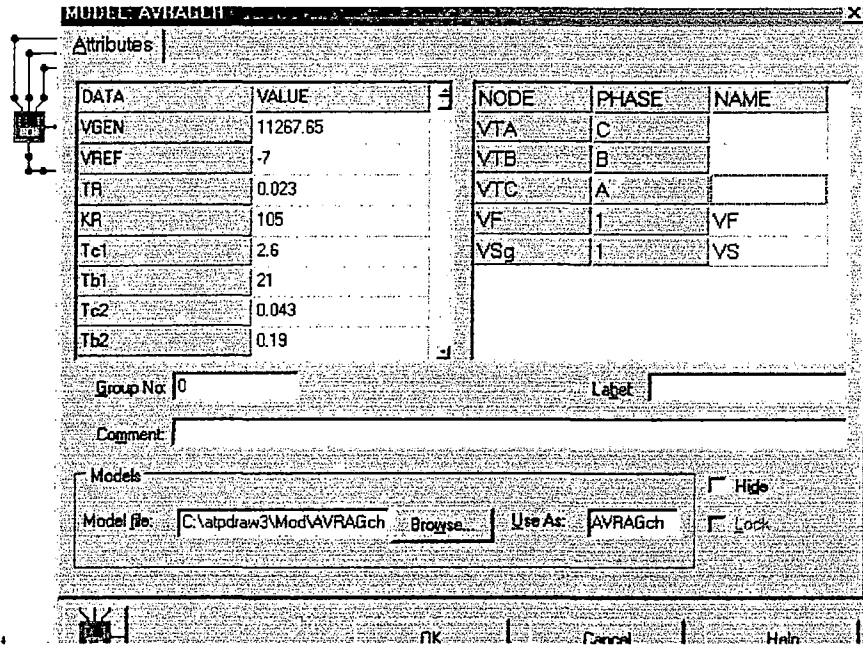 MODEL: AVRAGCH
Attributes
DATA VALUE
VGEN 11267.65
VREF -7
TR 0.023
KR 105
Tc1 2.6
Tb1 21
Tc2 0.043
Tb2 0.19
NODE PHASE NAME
VTA C
VTB B
VTC A
VF 1 VF
VSg 1 VS
Group No: 0
Label:
Comment:
Models
Model file: C:\atpdraw3\Mod\AVRAGch Browse... Use As: AVRAGch
Hide
Lock
OK Cancel Help